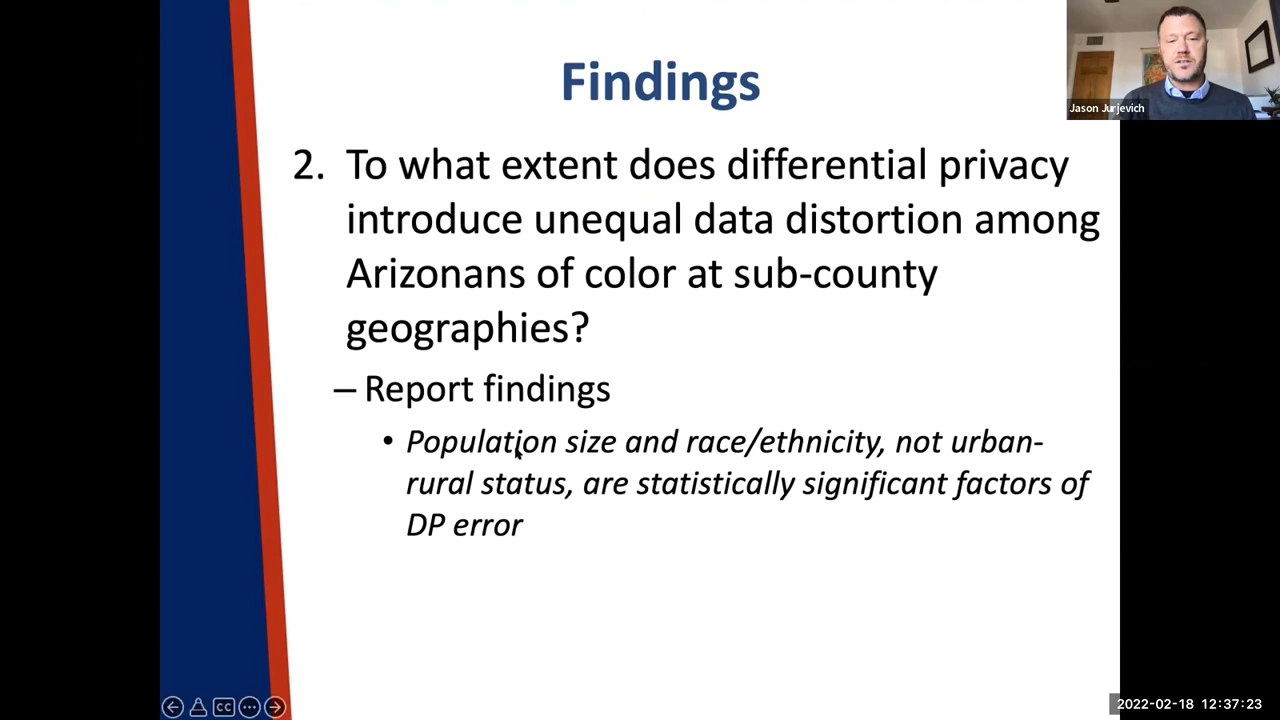 Findings
Jason Jurjevich
2. To what extent does differential privacy
introduce unequal data distortion among
Arizonans of color at sub-county
geographies?
– Report findings
• Population size and race/ethnicity, not urban-
rural status, are statistically significant factors of
DP error
CC
2022-02-18 12:37:23